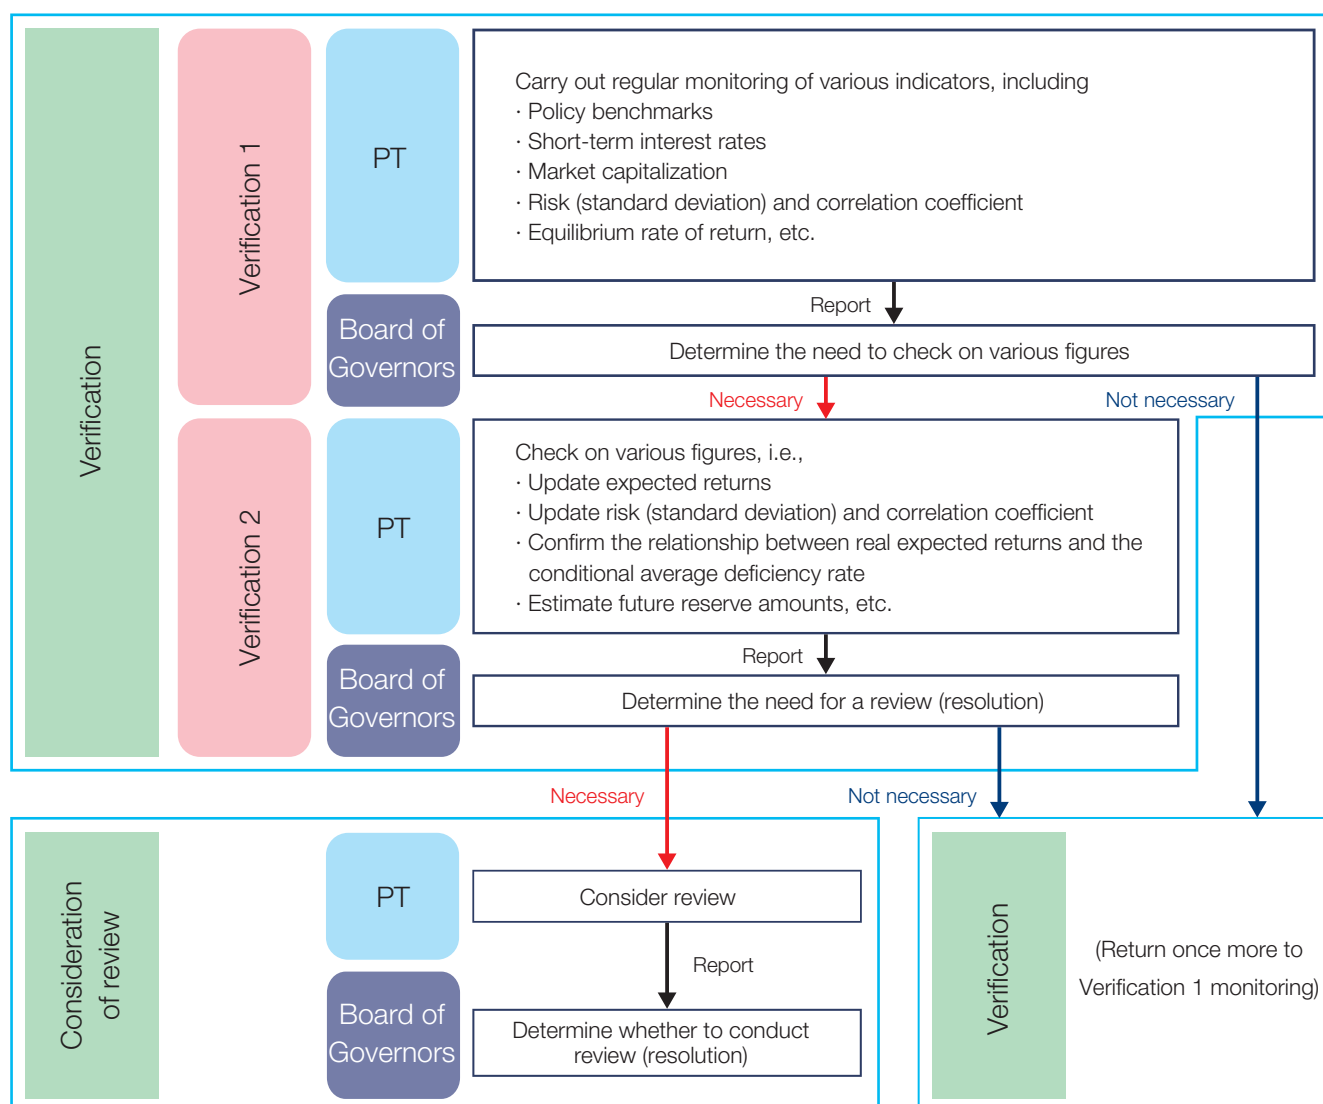 Verification
Verification 1
PT
Carry out regular monitoring of various indicators, including
· Policy benchmarks
· Short-term interest rates
· Market capitalization
· Risk (standard deviation) and correlation coefficient
· Equilibrium rate of return, etc.
Report
Board of
Governors
Determine the need to check on various figures
Necessary
Not necessary
Verification 2
PT
Check on various figures, i.e.,
· Update expected returns
· Update risk (standard deviation) and correlation coefficient
· Confirm the relationship between real expected returns and the
conditional average deficiency rate
· Estimate future reserve amounts, etc.
Report
Board of
Governors
Determine the need for a review (resolution)
Necessary
Not necessary
Consideration
of review
PT
Consider review
Report
Board of
Governors
Determine whether to conduct
review (resolution)
Verification
(Return once more to
Verification 1 monitoring)